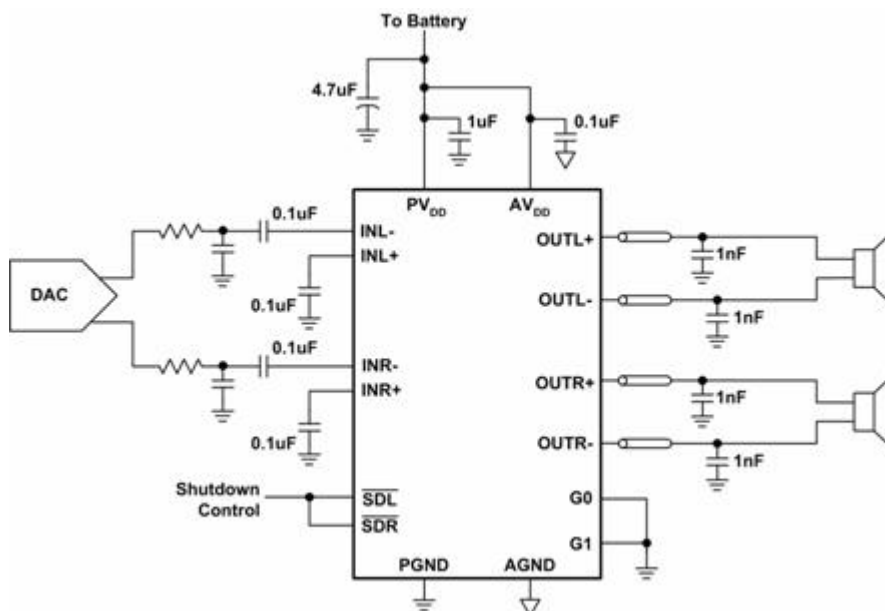 To Battery
4.7uF
1uF
0.1uF
PVDD
AVDD
0.1uF
INL-
INL+
0.1uF
DAC
0.1uF
INR-
INR+
0.1uF
Shutdown
Control
SDL
SDR
PGND
AGND
OUTL+
1nF
OUTL-
1nF
OUTR+
1nF
OUTR-
1nF
G0
G1